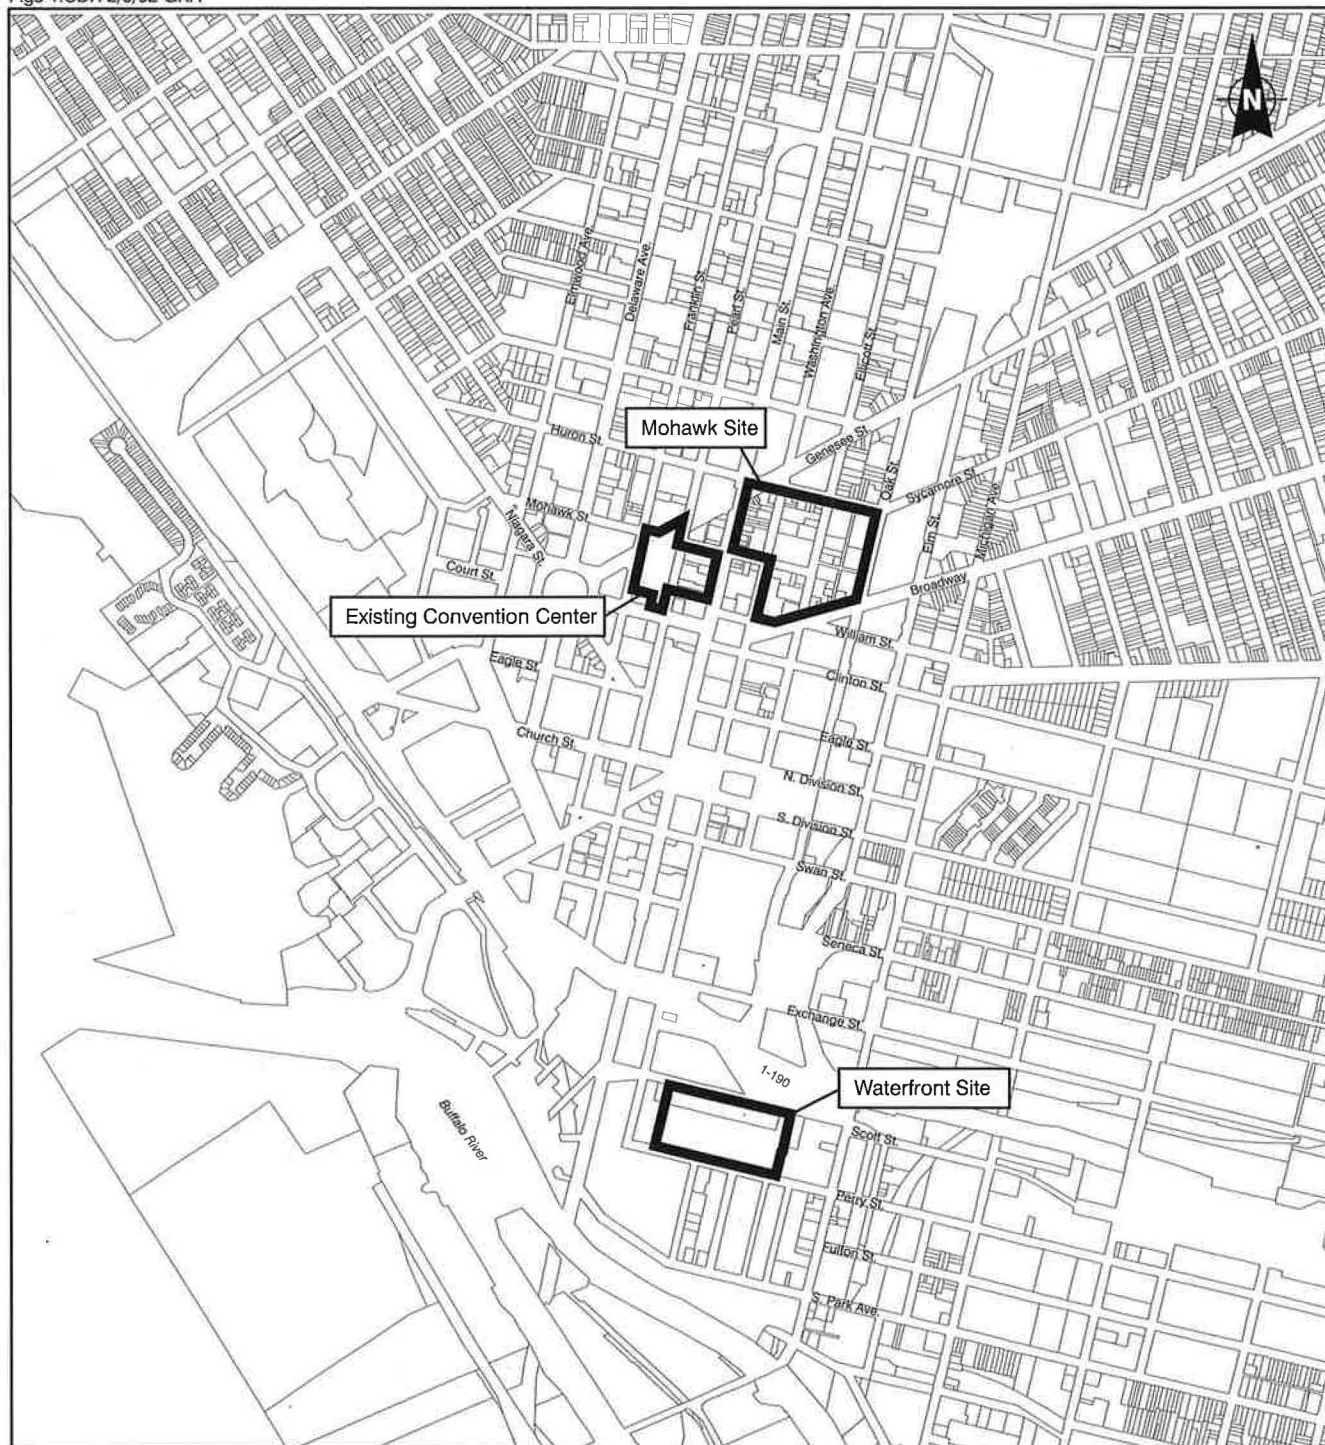 N
Elmwood Ave.
Delaware Ave.
Franklin St.
Pearl St.
Main St.
Washington Ave.
Ellicott St.
Mohawk Site
Huron St.
Genesee St.
Oak St.
Sycamore St.
Mohawk St.
Niagara St.
Elm St.
Michigan Ave.
Court St.
Broadway
Existing Convention Center
William St.
Eagle St.
Clinton St.
Church St.
Eagle St.
N. Division St.
S. Division St.
Swan St.
Seneca St.
Exchange St.
1-190
Waterfront Site
Buffalo River
Scott St.
Perry St.
Fulton St.
S. Park Ave.